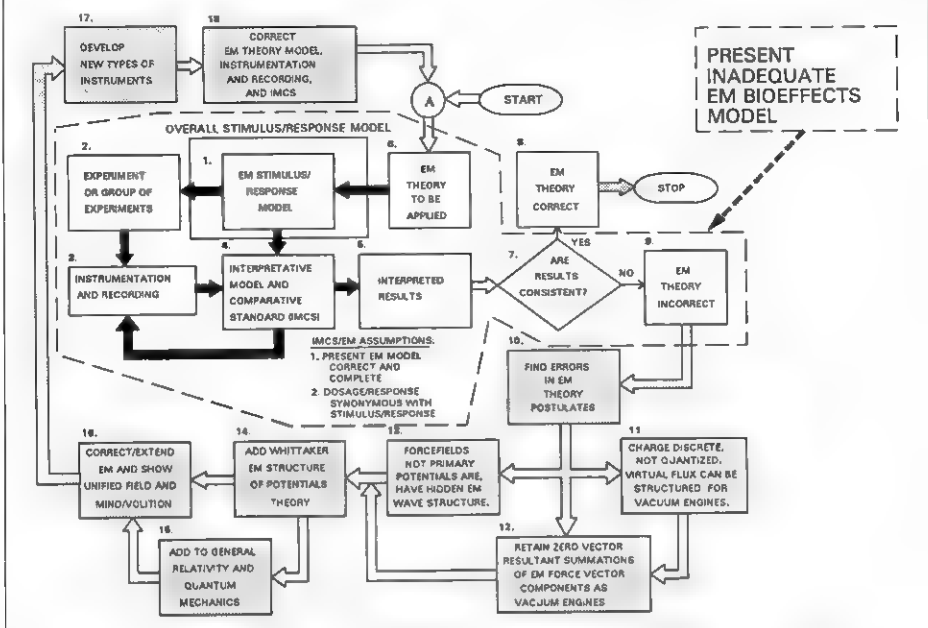 17.
DEVELOP
NEW TYPES OF
INSTRUMENTS
18
CORRECT
EM THEORY MODEL,
INSTRUMENTATION
AND RECORDING,
AND IMCS
A
START
PRESENT
INADEQUATE
EM BIOEFFECTS
MODEL
OVERALL STIMULUS/RESPONSE MODEL
2.
EXPERIMENT
OR GROUP OF
EXPERIMENTS
1.
EM STIMULUS/
RESPONSE
MODEL
6.
EM
THEORY
TO BE
APPLIED
8.
EM
THEORY
CORRECT
STOP
3.
INSTRUMENTATION
AND RECORDING
4.
INTERPRETATIVE
MODEL AND
COMPARATIVE
STANDARD (IMCS)
5.
INTERPRETED
RESULTS
7.
YES
ARE
RESULTS
CONSISTENT?
NO
9.
EM
THEORY
INCORRECT
IMCS/EM ASSUMPTIONS:
1. PRESENT EM MODEL
CORRECT AND
COMPLETE
2. DOSAGE/RESPONSE
SYNONYMOUS WITH
STIMULUS/RESPONSE
10.
FIND ERRORS
IN EM
THEORY
POSTULATES
16.
CORRECT/EXTEND
EM AND SHOW
UNIFIED FIELD AND
MIND/VOLITION
14.
ADD WHITTAKER
EM STRUCTURE
OF POTENTIALS
THEORY
13.
FORCEFIELDS
NOT PRIMARY
POTENTIALS ARE,
HAVE HIDDEN EM
WAVE STRUCTURE.
11
CHARGE DISCRETE,
NOT QUANTIZED.
VIRTUAL FLUX CAN BE
STRUCTURED FOR
VACUUM ENGINES.
15.
ADD TO GENERAL
RELATIVITY AND
QUANTUM
MECHANICS
12.
RETAIN ZERO VECTOR
RESULTANT SUMMATIONS
OF EM FORCE VECTOR
COMPONENTS AS
VACUUM ENGINES